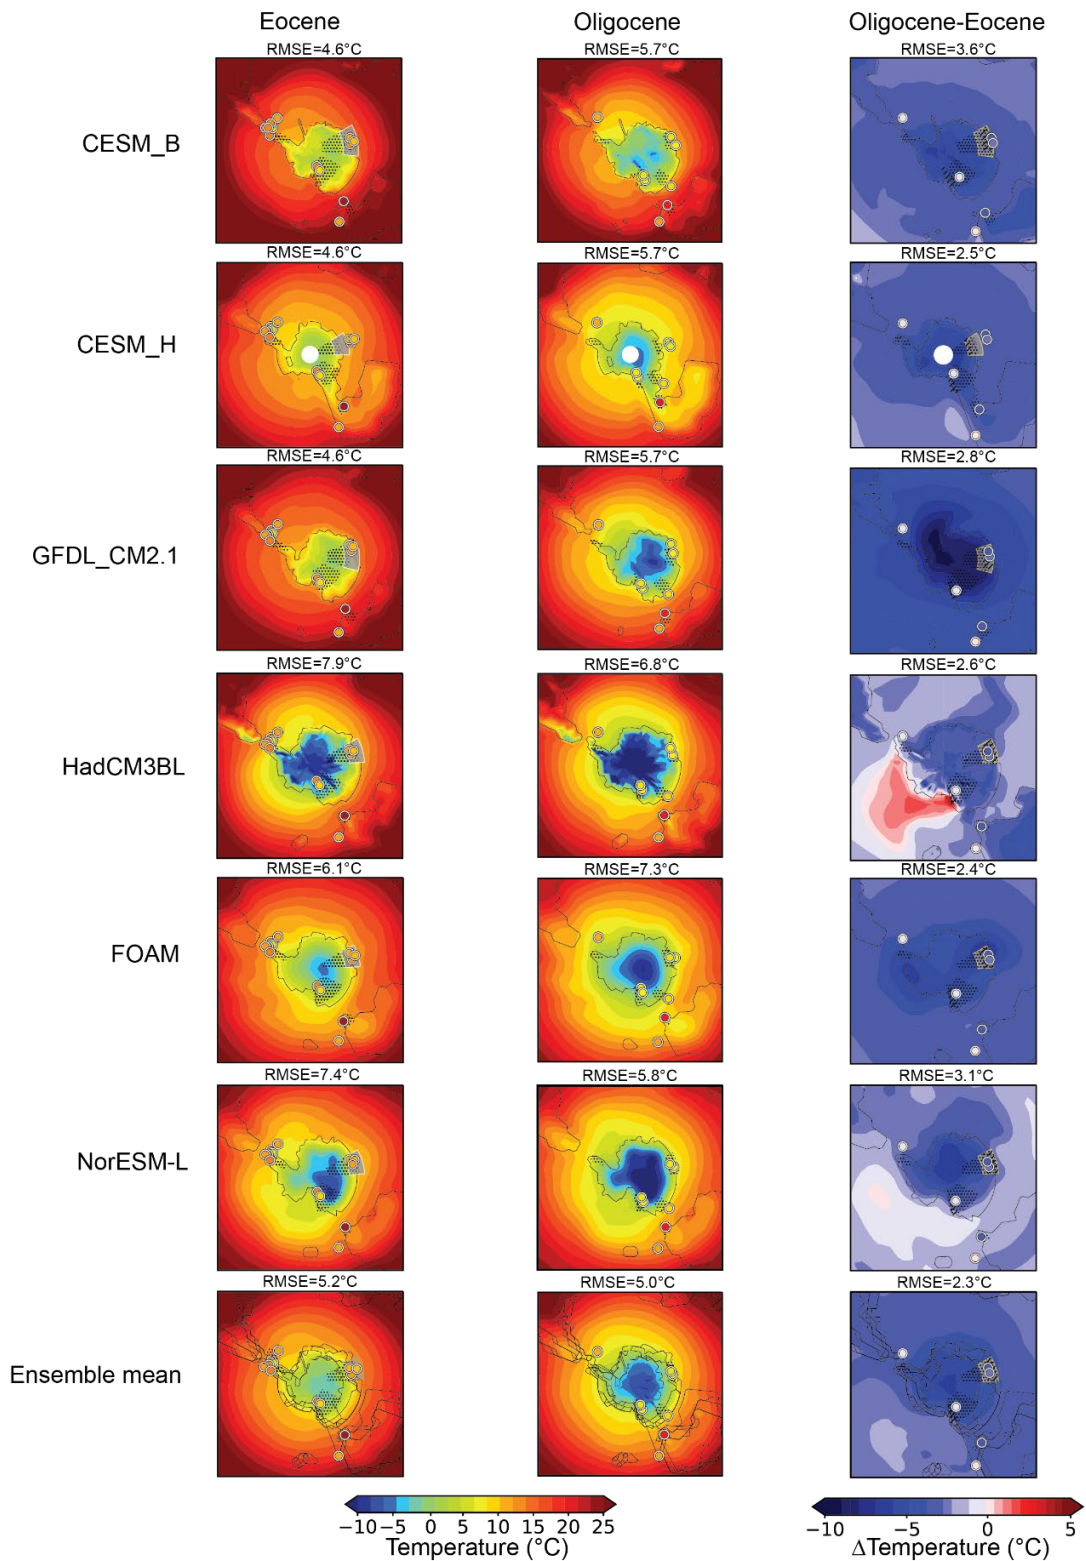 Eocene Oligocene Oligocene-Eocene
RMSE=4.6°C RMSE=5.7°C RMSE=3.6°C
CESM_B
RMSE=4.6°C RMSE=5.7°C RMSE=2.5°C
CESM_H
RMSE=4.6°C RMSE=5.7°C RMSE=2.8°C
GFDL_CM2.1
RMSE=7.9°C RMSE=6.8°C RMSE=2.6°C
HadCM3BL
RMSE=6.1°C RMSE=7.3°C RMSE=2.4°C
FOAM
RMSE=7.4°C RMSE=5.8°C RMSE=3.1°C
NorESM-L
RMSE=5.2°C RMSE=5.0°C RMSE=2.3°C
Ensemble mean
−10 −5 0 5 10 15 20 25 −10 −5 0 5
Temperature (°C) ΔTemperature (°C)